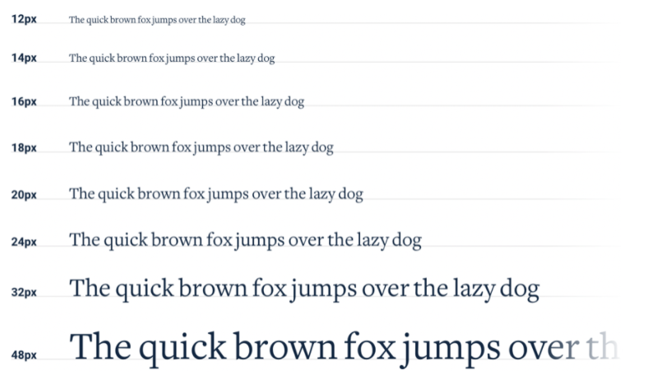 12px The quick brown fox jumps over the lazy dog
14px The quick brown fox jumps over the lazy dog
16px The quick brown fox jumps over the lazy dog
18px The quick brown fox jumps over the lazy dog
20px The quick brown fox jumps over the lazy dog
24px The quick brown fox jumps over the lazy dog
32px The quick brown fox jumps over the lazy dog
48px The quick brown fox jumps over th